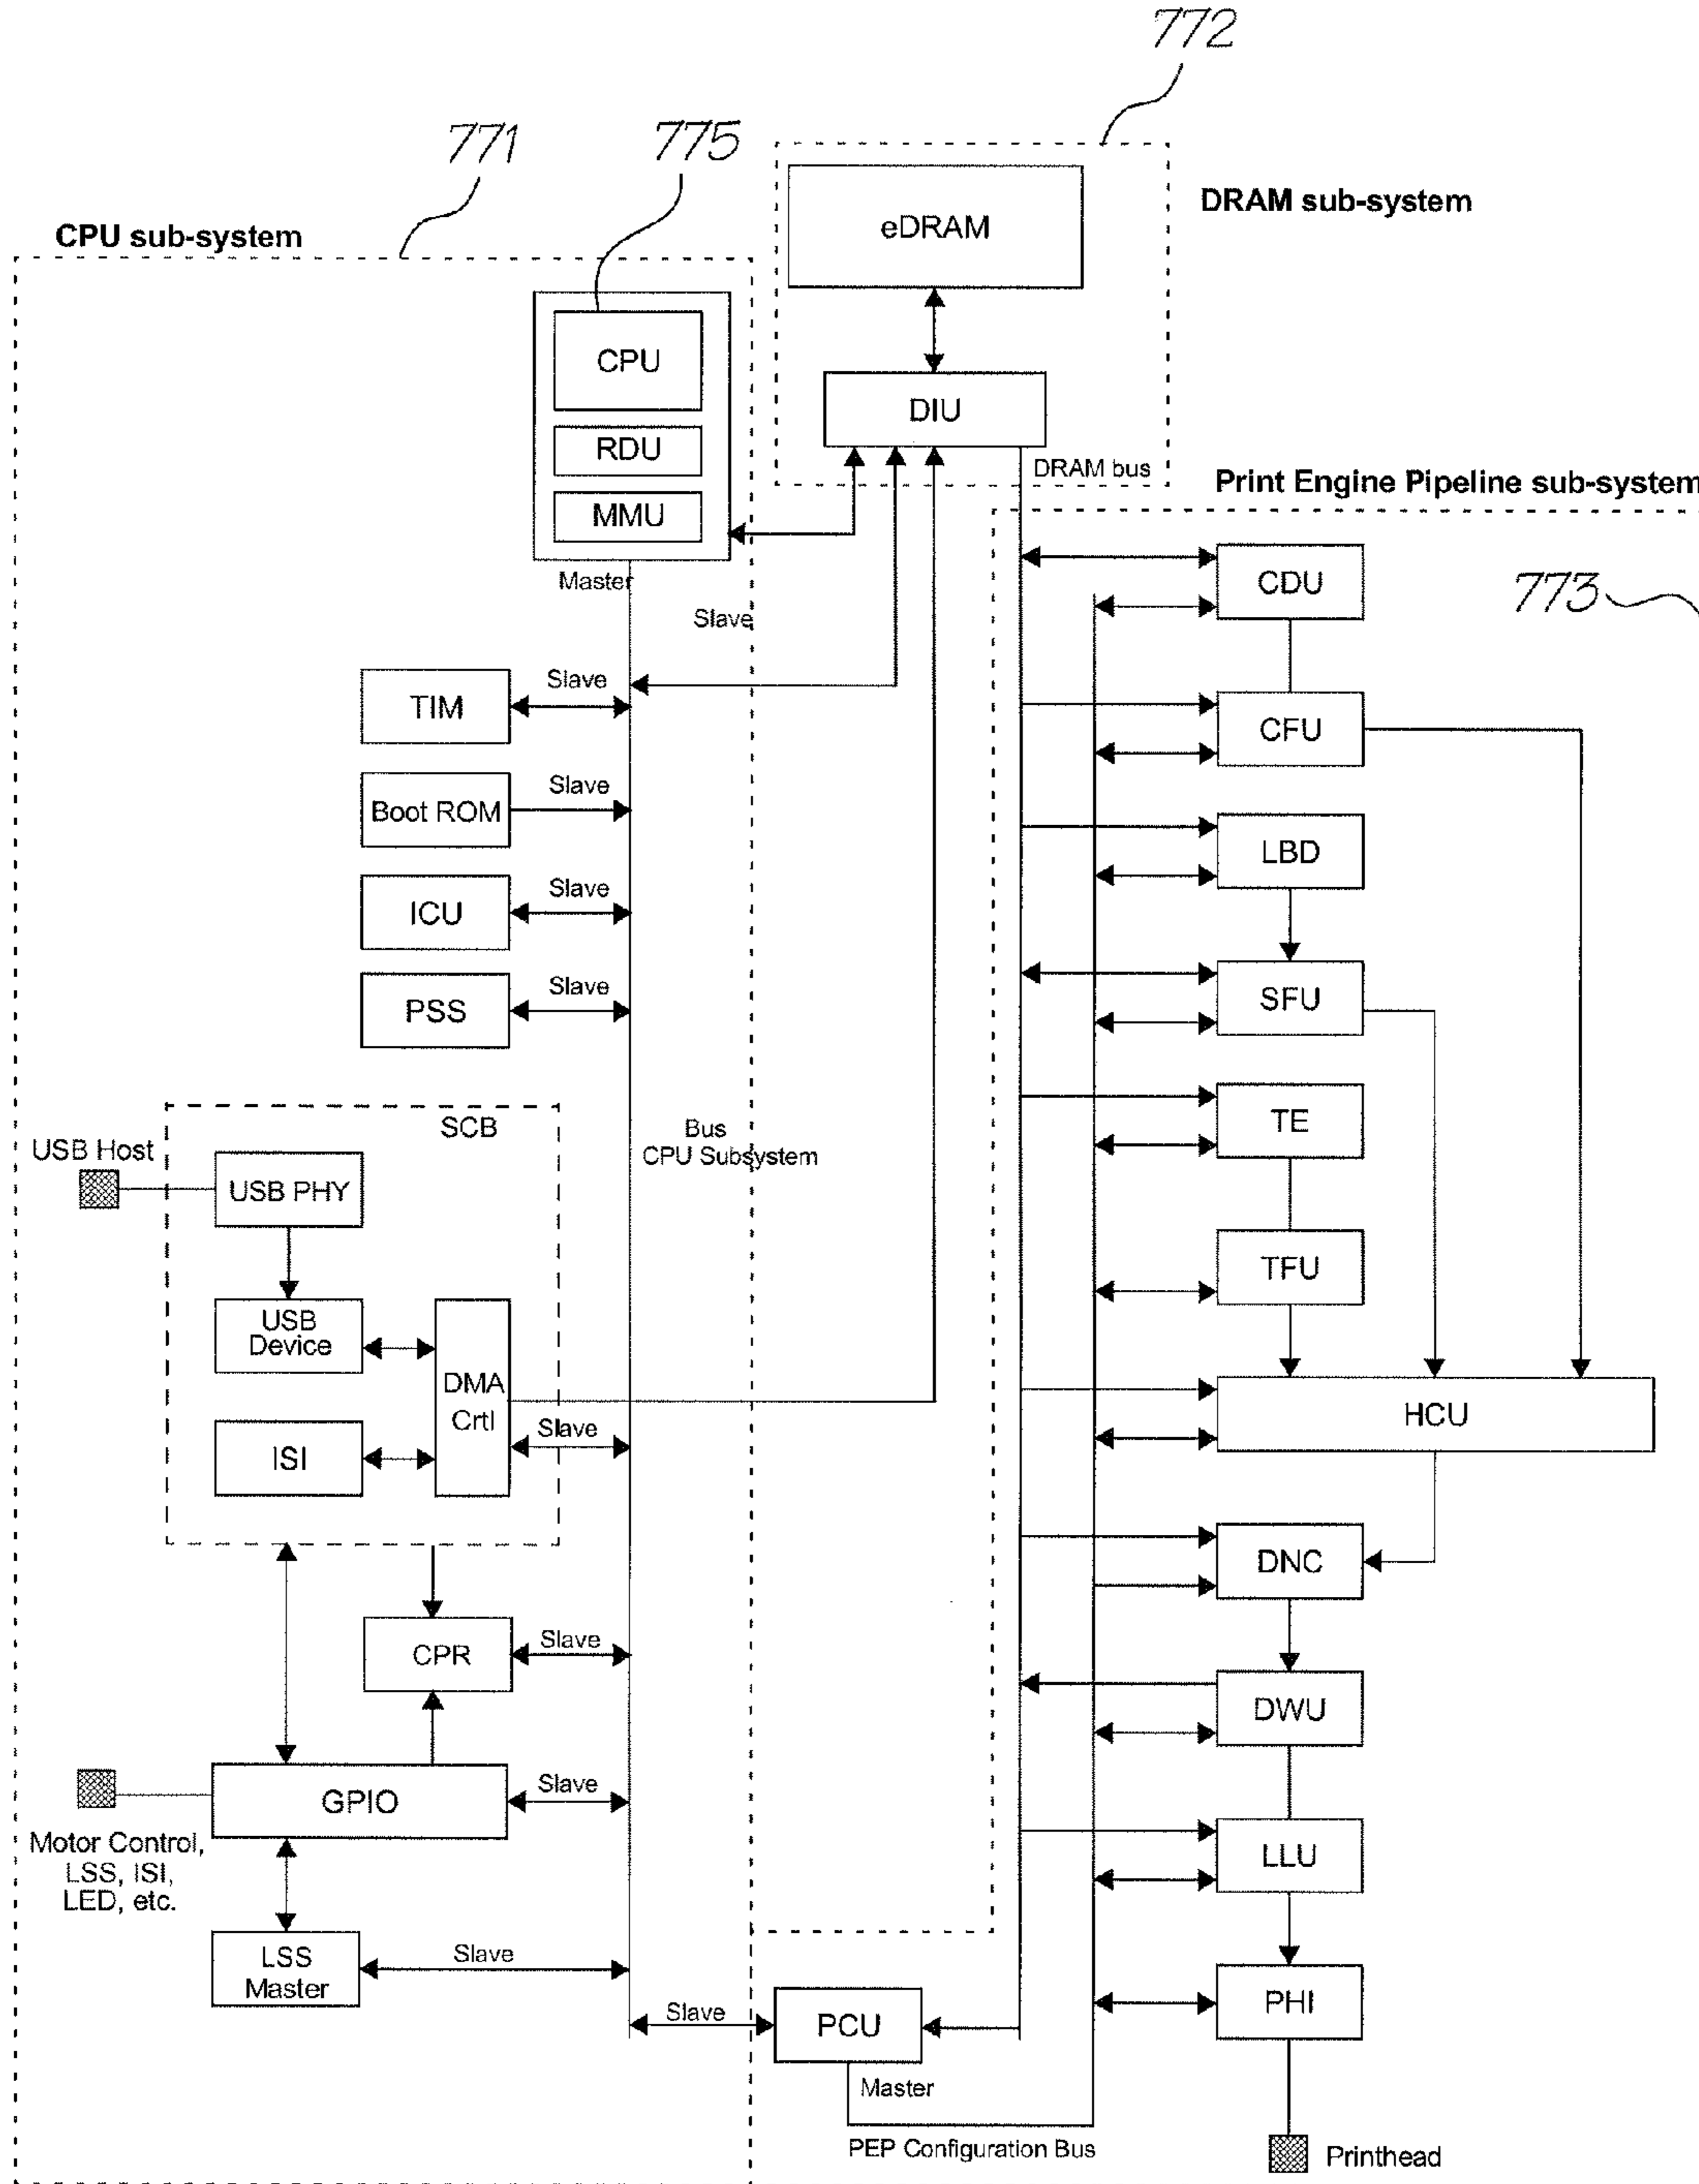 772
771
775
DRAM sub-system
CPU sub-system
eDRAM
CPU
RDU
MMU
DIU
DRAM bus
Print Engine Pipeline sub-system
Master
Slave
CDU
773
TIM
Slave
CFU
Boot ROM
Slave
LBD
ICU
Slave
PSS
Slave
SFU
SCB
Bus
CPU Subsystem
TE
USB Host
USB PHY
TFU
USB
Device
DMA
Crtl
Slave
ISI
HCU
DNC
CPR
Slave
DWU
GPIO
Slave
Motor Control,
LSS, ISI,
LED, etc.
LLU
LSS
Master
Slave
PHI
Slave
PCU
Master
PEP Configuration Bus
Printhead